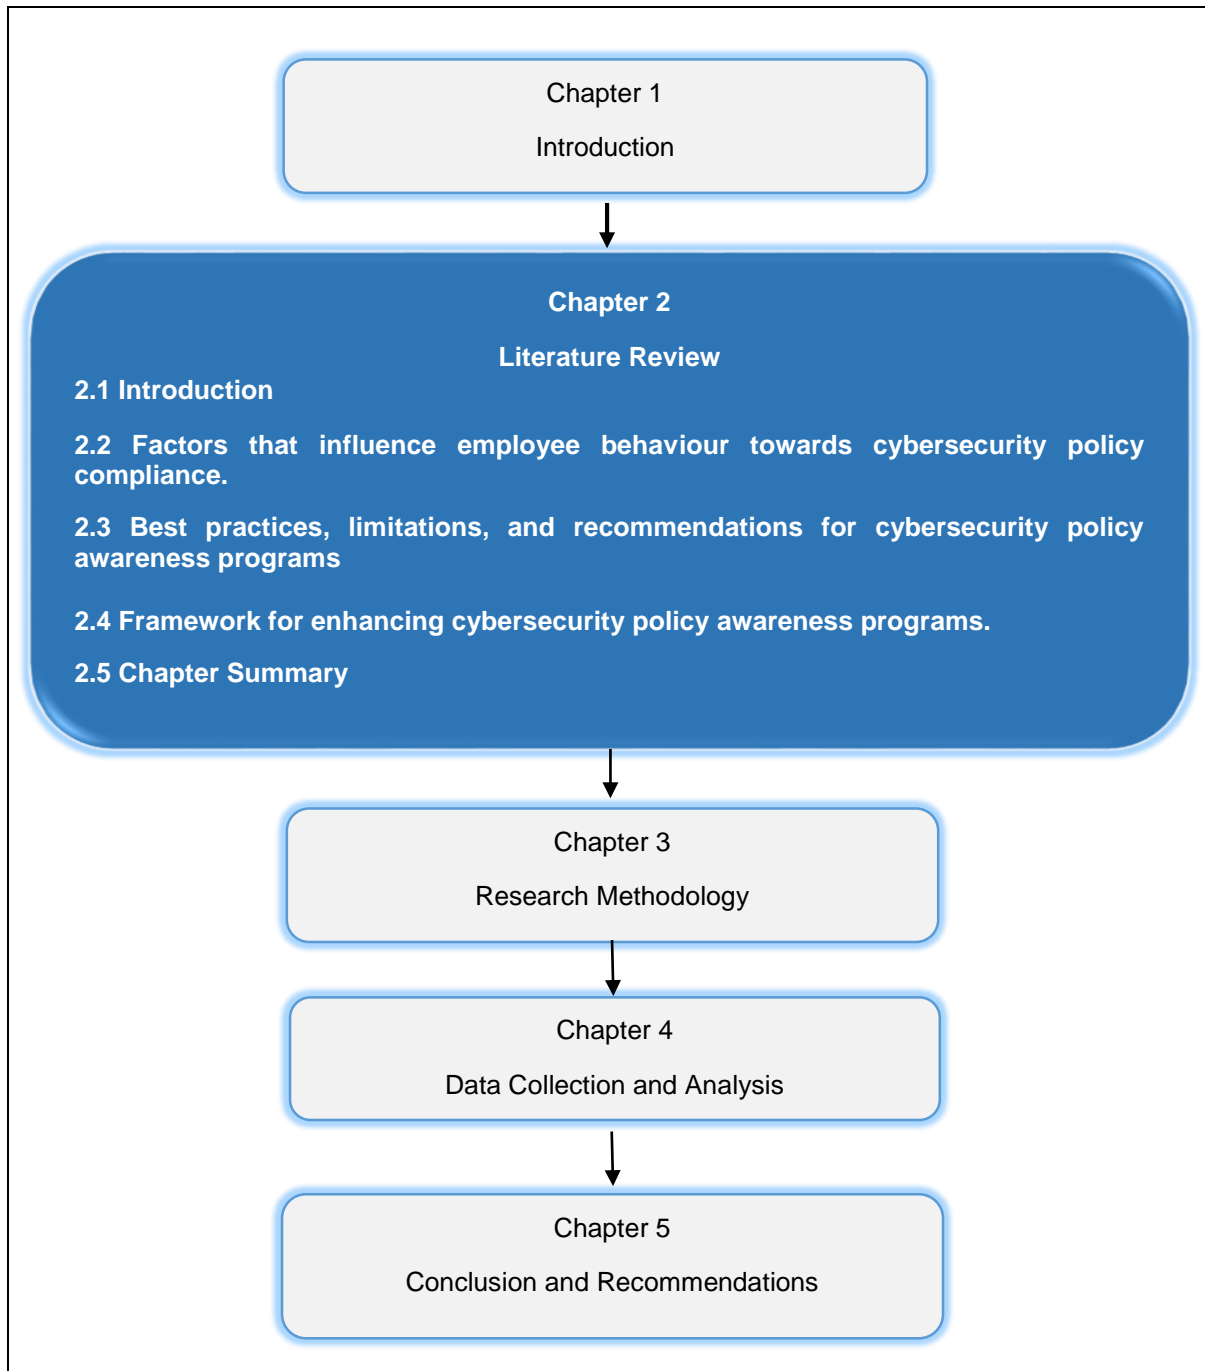 Chapter 1
Introduction
Chapter 2
Literature Review
2.1 Introduction
2.2 Factors that influence employee behaviour towards cybersecurity policy
compliance.
2.3 Best practices, limitations, and recommendations for cybersecurity policy
awareness programs
2.4 Framework for enhancing cybersecurity policy awareness programs.
2.5 Chapter Summary
Chapter 3
Research Methodology
Chapter 4
Data Collection and Analysis
Chapter 5
Conclusion and Recommendations